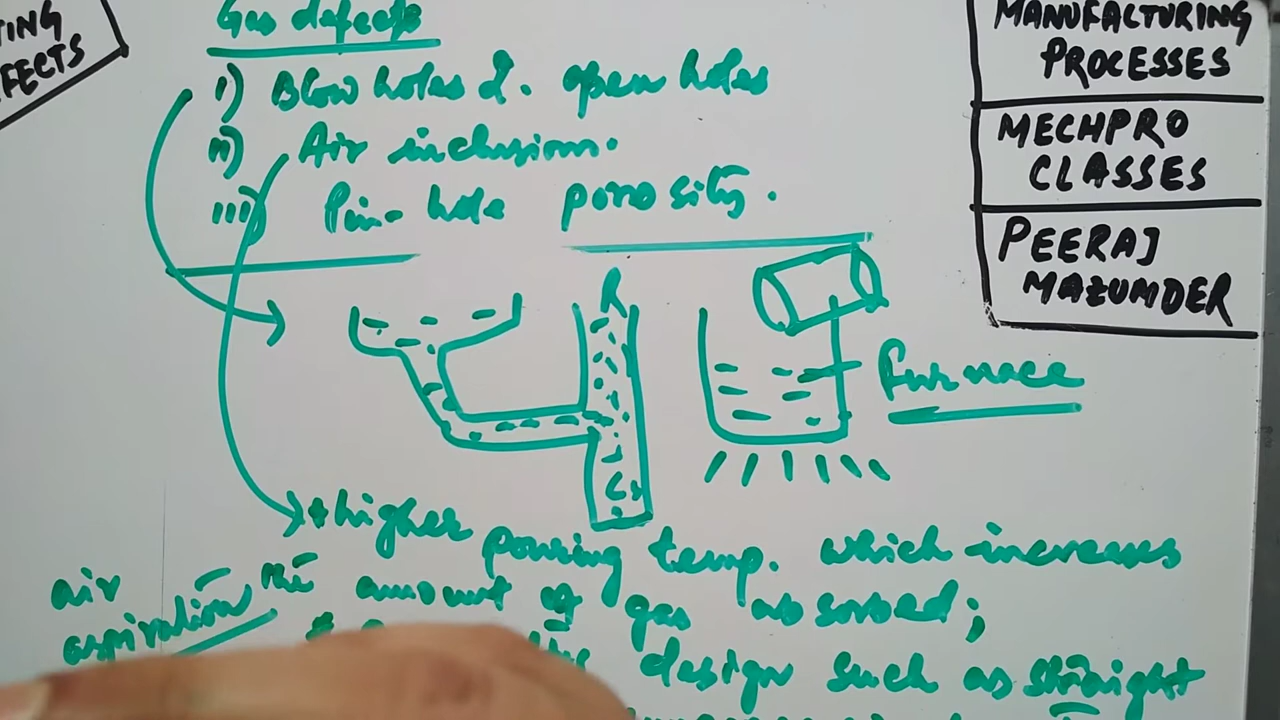 TING
FECTS
Gas defects
i) Blow holes &. open holes
ii) Air inclusion.
iii) Pin-hole porosity.
MANUFACTURING
PROCESSES
MECHPRO
CLASSES
PEERAJ
MAZUMDER
R
Furnace
C
higher pouring temp. which increases
the amount of gas absorbed;
air
aspiration
design such as straight